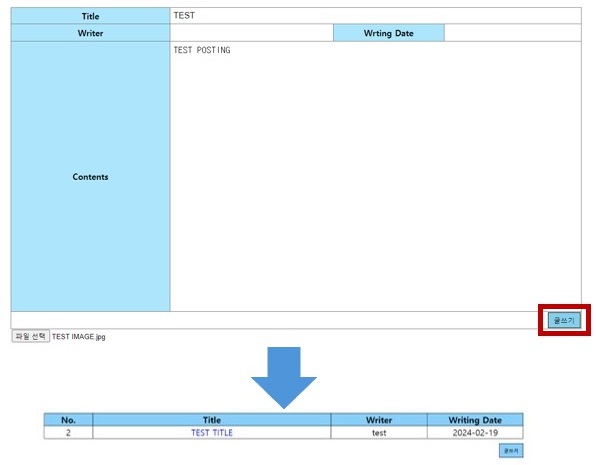 Title TEST
Writer Wrting Date
TEST POSTING
Contents
글쓰기
파일 선택 TEST IMAGE.jpg
No. Title Writer Writing Date
2 TEST TITLE test 2024-02-19
글쓰기